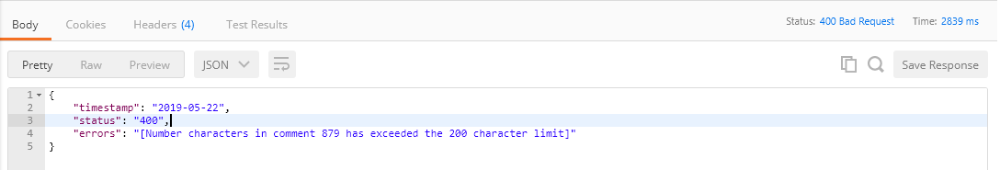 Body Cookies Headers (4) Test Results Status: 400 Bad Request Time: 2839 ms
Pretty Raw Preview JSON Save Response
1 {
2 "timestamp": "2019-05-22",
3 "status": "400",
4 "errors": "[Number characters in comment 879 has exceeded the 200 character limit]"
5 }